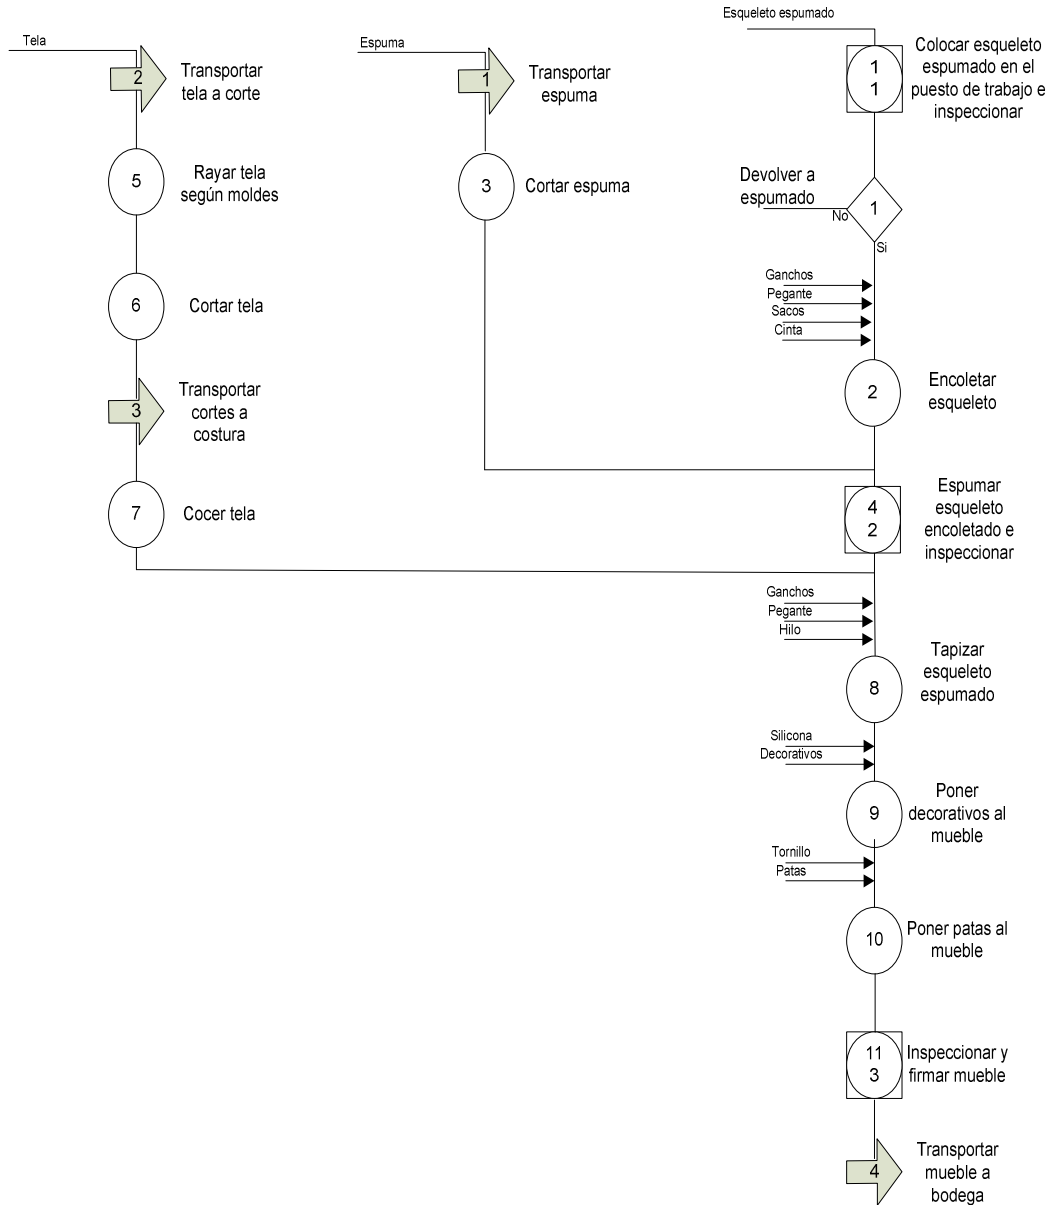 Tela
2
Transportar
tela a corte
5
Rayar tela
según moldes
6
Cortar tela
3
Transportar
cortes a
costura
7
Cocer tela
Espuma
1
Transportar
espuma
3
Cortar espuma
Esqueleto espumado
1
1
Colocar esqueleto
espumado en el
puesto de trabajo e
inspeccionar
Devolver a
espumado
No
1
Si
Ganchos
Pegante
Sacos
Cinta
2
Encoletar
esqueleto
4
2
Espumar
esqueleto
encoletado e
inspeccionar
Ganchos
Pegante
Hilo
8
Tapizar
esqueleto
espumado
Silicona
Decorativos
9
Poner
decorativos al
mueble
Tornillo
Patas
10
Poner patas al
mueble
11
3
Inspeccionar y
firmar mueble
4
Transportar
mueble a
bodega